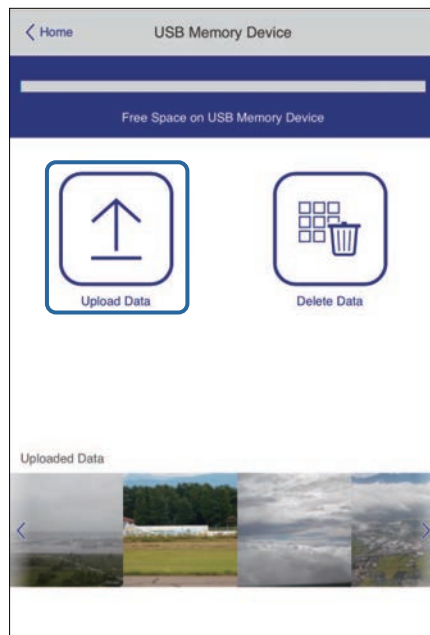 Home
USB Memory Device
Free Space on USB Memory Device
Upload Data
Delete Data
Uploaded Data